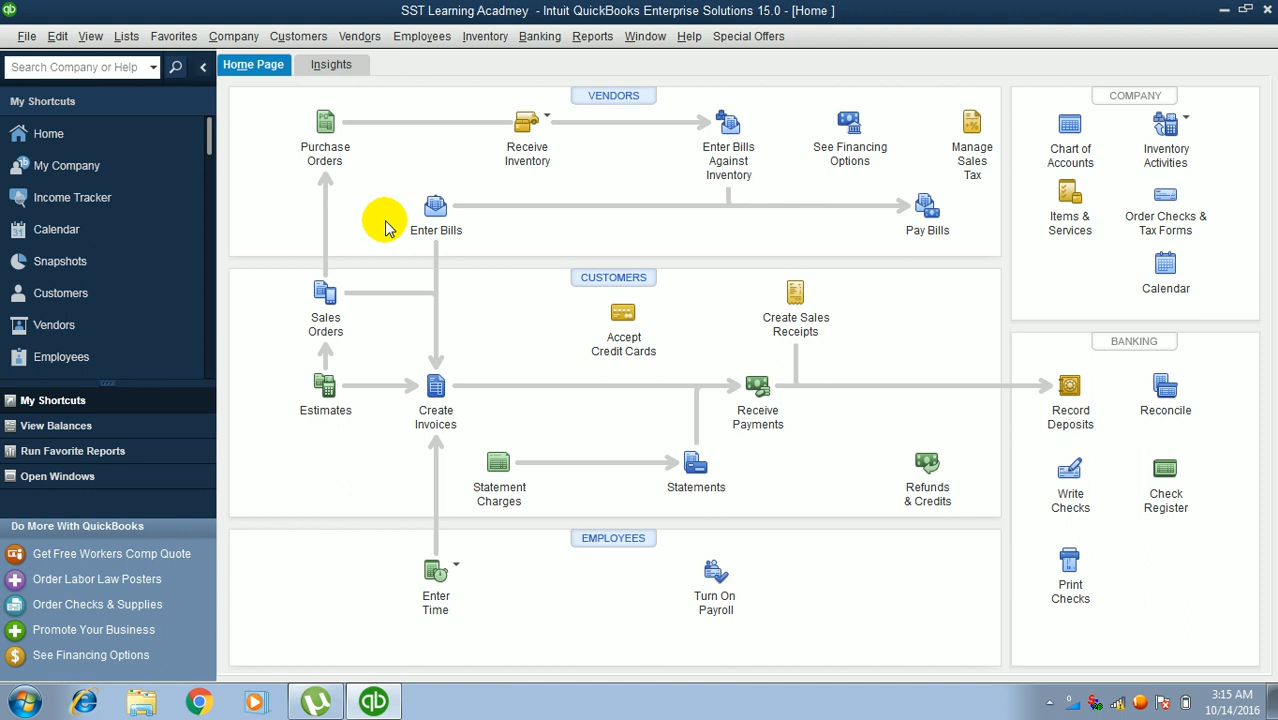 SST Learning Acadmey - Intuit QuickBooks Enterprise Solutions 15.0 - [Home ]
File Edit View Lists Favorites Company Customers Vendors Employees Inventory Banking Reports Window Help Special Offers
Search Company or Help
My Shortcuts
Home
My Company
Income Tracker
Calendar
Snapshots
Customers
Vendors
Employees
My Shortcuts
View Balances
Run Favorite Reports
Open Windows
Do More With QuickBooks
Get Free Workers Comp Quote
Order Labor Law Posters
Order Checks & Supplies
Promote Your Business
See Financing Options
Home Page
Insights
VENDORS
Purchase
Orders
Receive
Inventory
Enter Bills
Against
Inventory
See Financing
Options
Manage
Sales
Tax
Enter Bills
Pay Bills
CUSTOMERS
Sales
Orders
Accept
Credit Cards
Create Sales
Receipts
Estimates
Create
Invoices
Receive
Payments
Statement
Charges
Statements
Refunds
& Credits
EMPLOYEES
Enter
Time
Turn On
Payroll
COMPANY
Chart of
Accounts
Inventory
Activities
Items &
Services
Order Checks &
Tax Forms
Calendar
BANKING
Record
Deposits
Reconcile
Write
Checks
Check
Register
Print
Checks
3:15 AM
10/14/2016